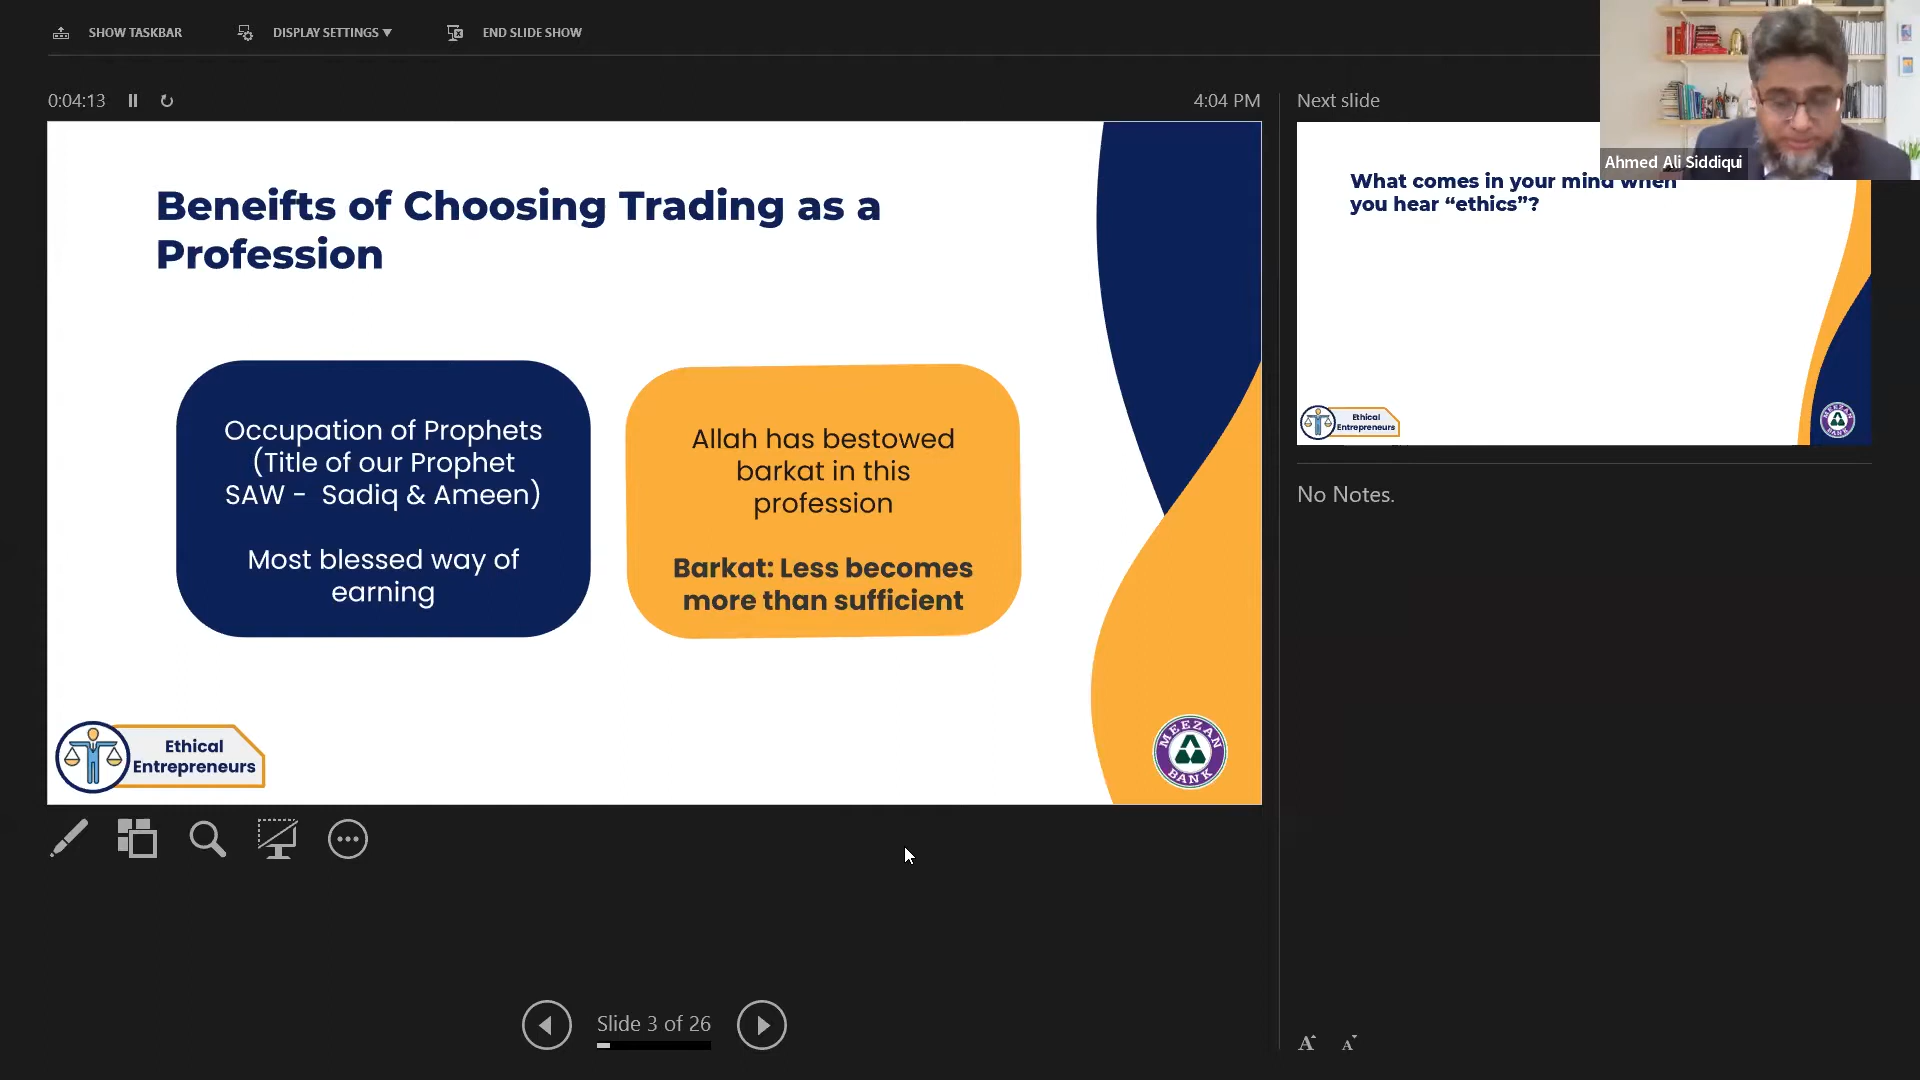 SHOW TASKBAR
DISPLAY SETTINGS ▼
END SLIDE SHOW
0:04:13
4:04 PM
Beneifts of Choosing Trading as a
Profession
Occupation of Prophets
(Title of our Prophet
SAW - Sadiq & Ameen)
Most blessed way of
earning
Allah has bestowed
barkat in this
profession
Barkat: Less becomes
more than sufficient
Ethical
Entrepreneurs
MEEZAN
BANK
Slide 3 of 26
Next slide
Ahmed Ali Siddiqui
What comes in your mind when
you hear “ethics”?
Ethical
Entrepreneurs
MEEZAN
BANK
No Notes.
A
A